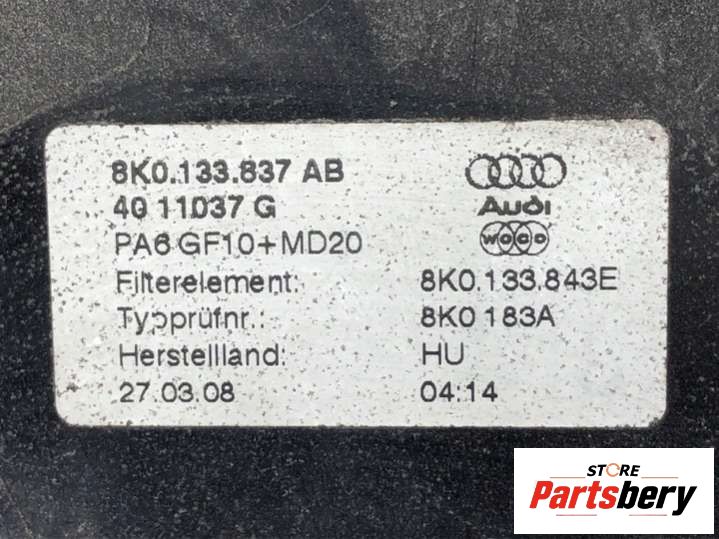 8K0.133.837 AB
40 11037 G
Audi
PA6 GF10+MD20
WOCO
Filterelement: 8K0.133.843E
Typprüfnr.: 8K0 183A
Herstellland: HU
27.03.08 04:14
STORE
Partsbery